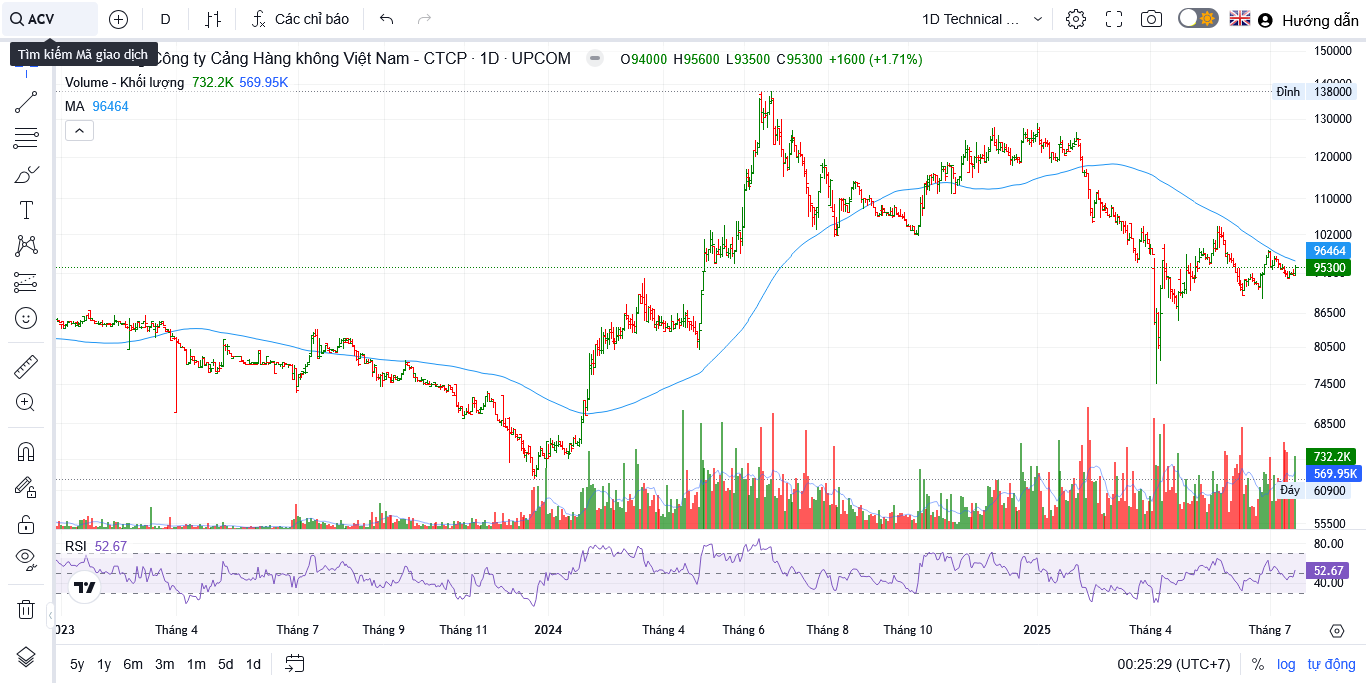 ACV
D
Các chỉ báo
1D Technical ...
Hướng dẫn
Tìm kiếm Mã giao dịch
Công ty Cảng Hàng không Việt Nam - CTCP · 1D · UPCOM
O94000 H95600 L93500 C95300 +1600 (+1.71%)
Volume - Khối lượng 732.2K 569.95K
MA 96464
150000
140000
Đỉnh 138000
130000
120000
110000
102000
96464
95300
86500
80500
74500
68500
732.2K
569.95K
Đáy 60900
55500
RSI 52.67
80.00
52.67
40.00
023
Tháng 4
Tháng 7
Tháng 9
Tháng 11
2024
Tháng 4
Tháng 6
Tháng 8
Tháng 10
2025
Tháng 4
Tháng 7
5y 1y 6m 3m 1m 5d 1d
00:25:29 (UTC+7)
% log tự động